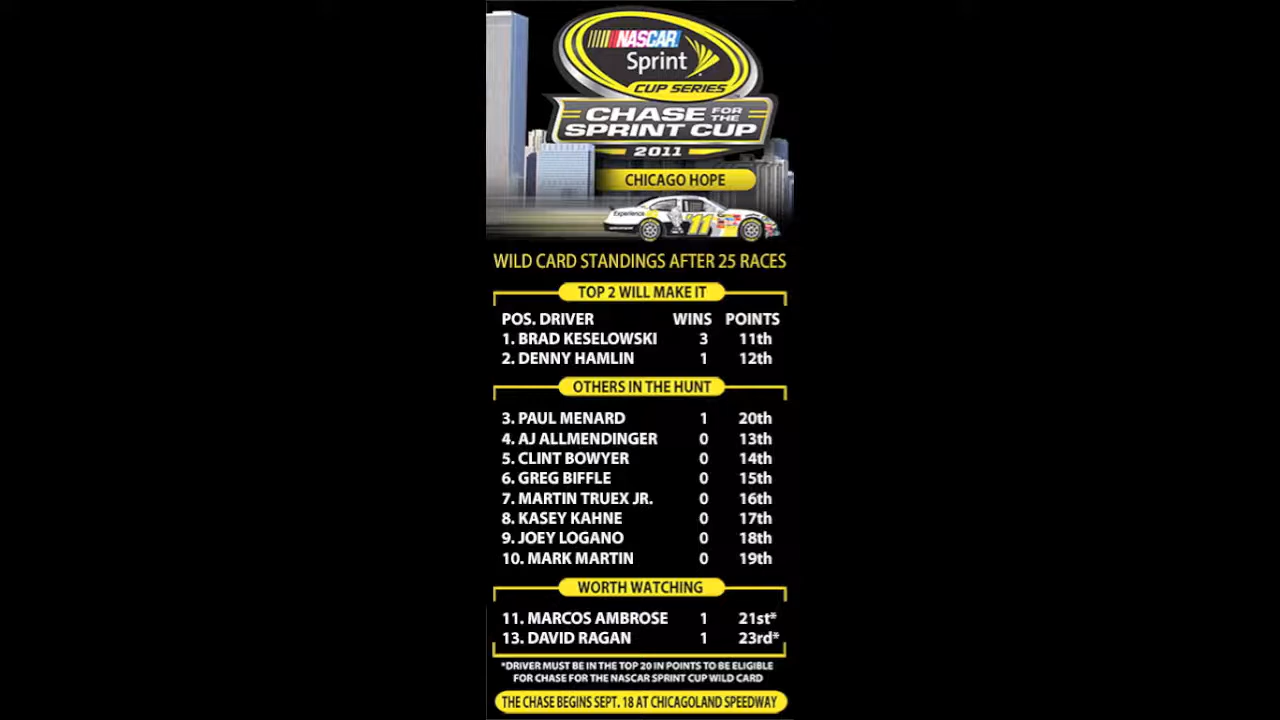 NASCAR
Sprint
CUP SERIES
CHASE FOR THE
SPRINT CUP
2011
CHICAGO HOPE
Experience
'11
WILD CARD STANDINGS AFTER 25 RACES
TOP 2 WILL MAKE IT
POS. DRIVER WINS POINTS
1. BRAD KESELOWSKI 3 11th
2. DENNY HAMLIN 1 12th
OTHERS IN THE HUNT
3. PAUL MENARD 1 20th
4. AJ ALLMENDINGER 0 13th
5. CLINT BOWYER 0 14th
6. GREG BIFFLE 0 15th
7. MARTIN TRUEX JR. 0 16th
8. KASEY KAHNE 0 17th
9. JOEY LOGANO 0 18th
10. MARK MARTIN 0 19th
WORTH WATCHING
11. MARCOS AMBROSE 1 21st*
13. DAVID RAGAN 1 23rd*
*DRIVER MUST BE IN THE TOP 20 IN POINTS TO BE ELIGIBLE
FOR CHASE FOR THE NASCAR SPRINT CUP WILD CARD
THE CHASE BEGINS SEPT. 18 AT CHICAGOLAND SPEEDWAY